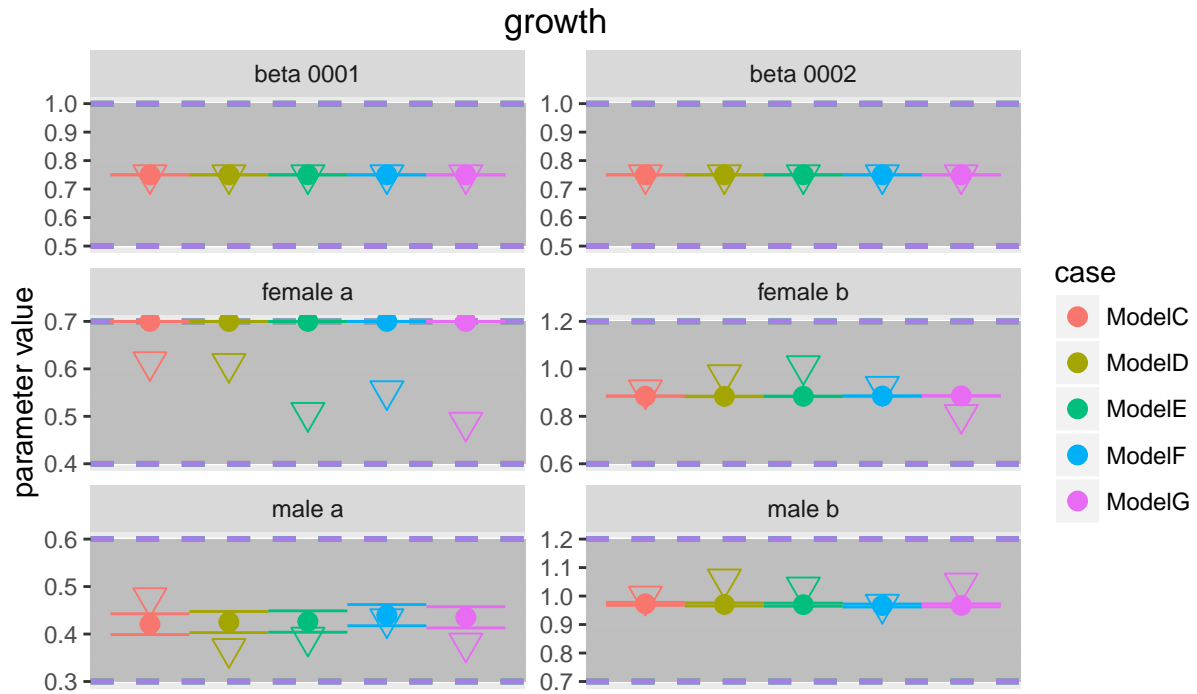 growth
beta 0001
beta 0002
1.0
0.9
0.8
0.7
0.6
0.5
1.0
0.9
0.8
0.7
0.6
0.5
female a
female b
0.7
0.6
0.5
0.4
1.2
1.0
0.8
0.6
male a
male b
0.6
0.5
0.4
0.3
1.2
1.1
1.0
0.9
0.8
0.7
parameter value
case
ModelC
ModelD
ModelE
ModelF
ModelG